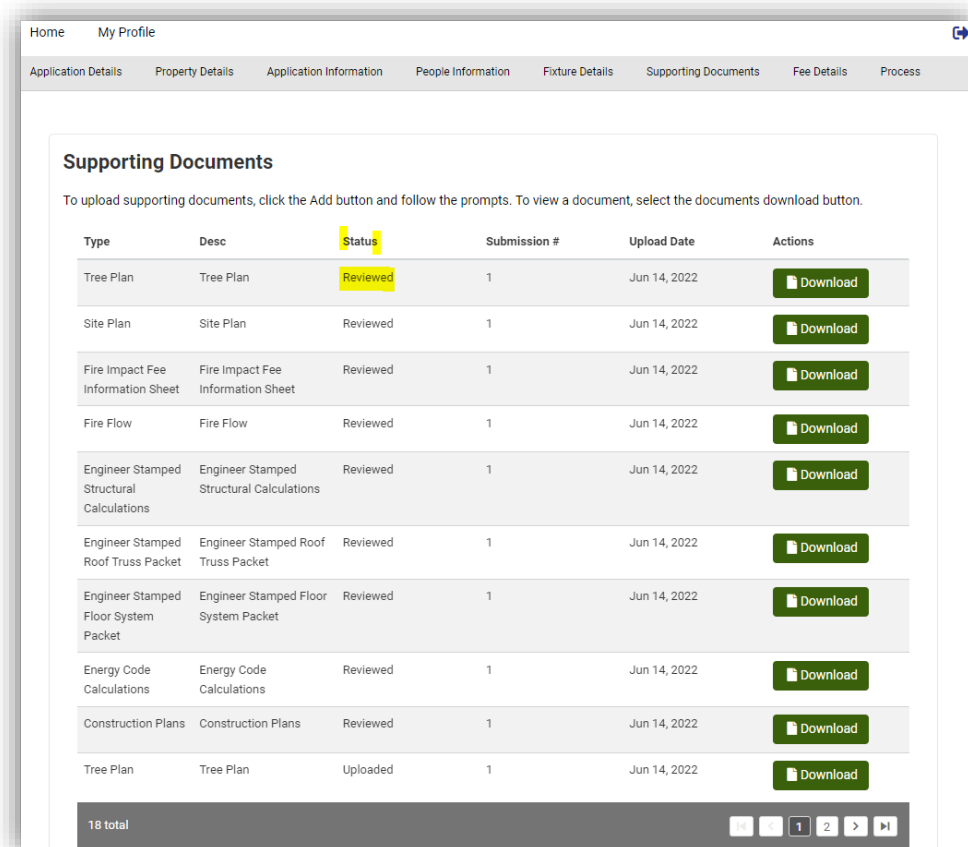 Home My Profile
Application Details Property Details Application Information People Information Fixture Details Supporting Documents Fee Details Process
Supporting Documents
To upload supporting documents, click the Add button and follow the prompts. To view a document, select the documents download button.
Type Desc Status Submission # Upload Date Actions
Tree Plan Tree Plan Reviewed 1 Jun 14, 2022 Download
Site Plan Site Plan Reviewed 1 Jun 14, 2022 Download
Fire Impact Fee Fire Impact Fee Reviewed 1 Jun 14, 2022 Download
Information Sheet Information Sheet
Fire Flow Fire Flow Reviewed 1 Jun 14, 2022 Download
Engineer Stamped Engineer Stamped Reviewed 1 Jun 14, 2022 Download
Structural Structural Calculations
Calculations
Engineer Stamped Engineer Stamped Roof Reviewed 1 Jun 14, 2022 Download
Roof Truss Packet Truss Packet
Engineer Stamped Engineer Stamped Floor Reviewed 1 Jun 14, 2022 Download
Floor System System Packet
Packet
Energy Code Energy Code Reviewed 1 Jun 14, 2022 Download
Calculations Calculations
Construction Plans Construction Plans Reviewed 1 Jun 14, 2022 Download
Tree Plan Tree Plan Uploaded 1 Jun 14, 2022 Download
18 total 1 2